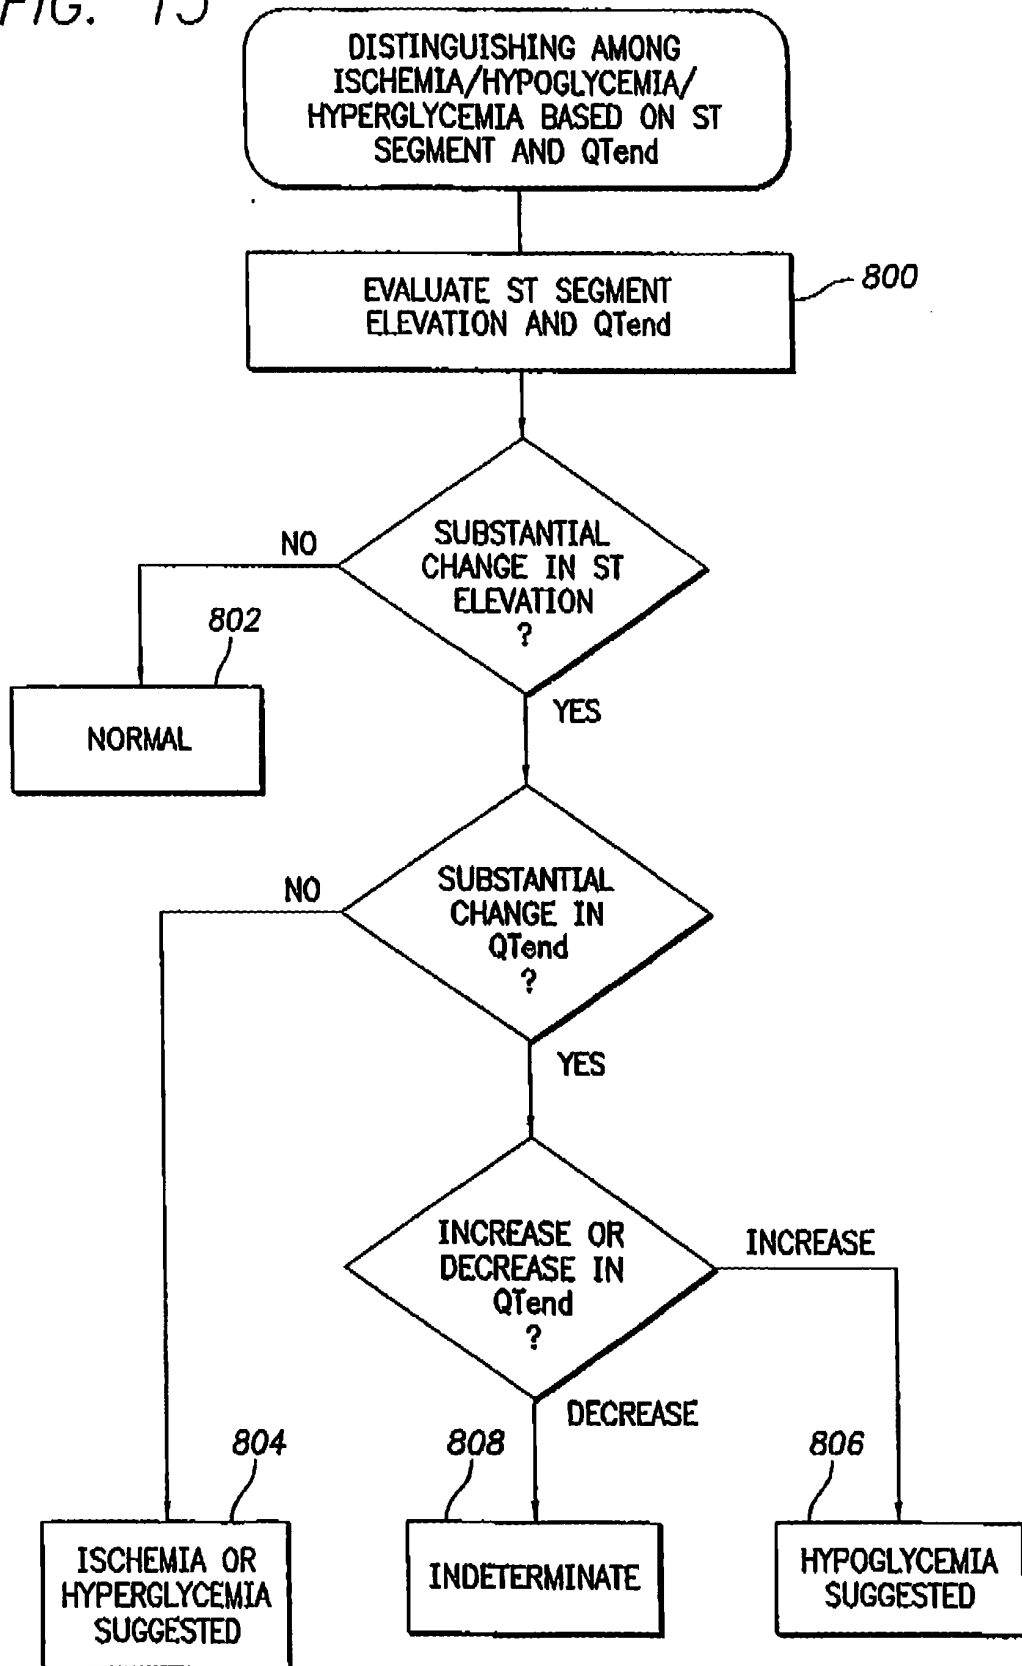 FIG. 15
DISTINGUISHING AMONG
ISCHEMIA/HYPOGLYCEMIA/
HYPERGLYCEMIA BASED ON ST
SEGMENT AND QTend
EVALUATE ST SEGMENT
ELEVATION AND QTend
800
SUBSTANTIAL
CHANGE IN ST
ELEVATION
?
NO
802
NORMAL
YES
SUBSTANTIAL
CHANGE IN
QTend
?
NO
YES
INCREASE OR
DECREASE IN
QTend
?
INCREASE
DECREASE
804
808
806
ISCHEMIA OR
HYPERGLYCEMIA
SUGGESTED
INDETERMINATE
HYPOGLYCEMIA
SUGGESTED